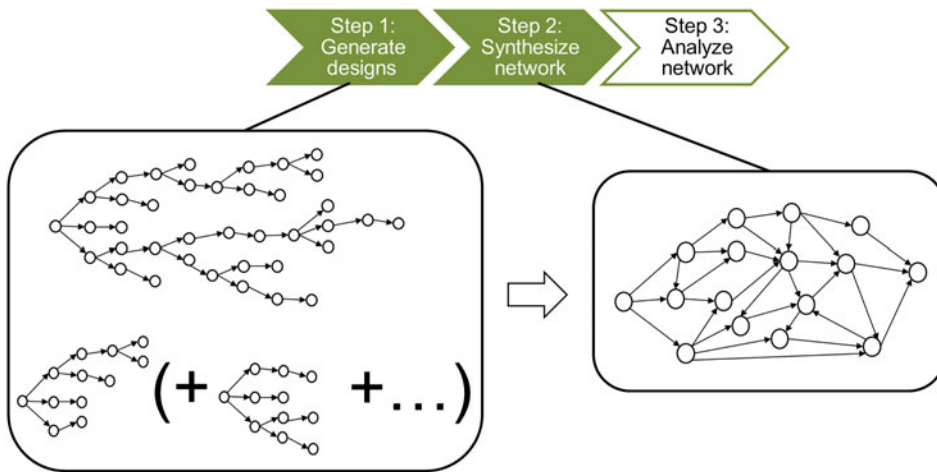 Step 1:
Generate
designs
Step 2:
Synthesize
network
Step 3:
Analyze
network
(+ +...)